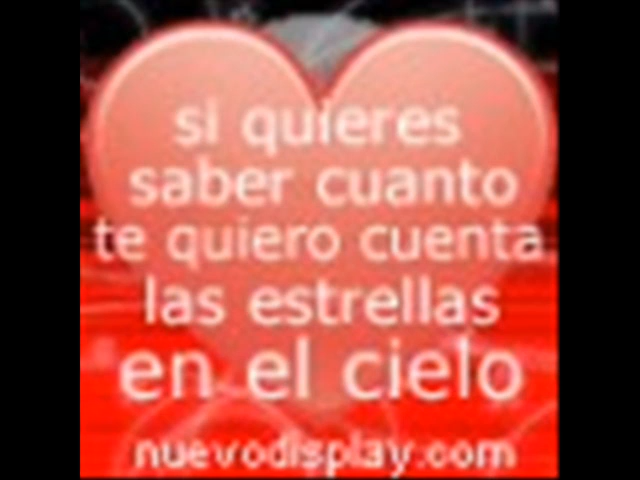 si quieres
saber cuanto
te quiero cuenta
las estrellas
en el cielo
nuevodisplay.com